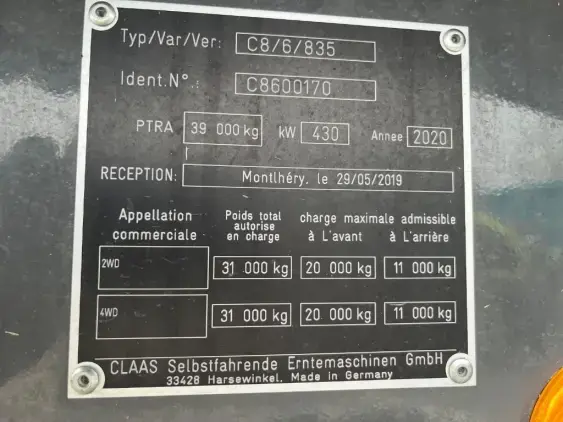 Typ/Var/Ver: C8/6/835
Ident.N°.: C8600170
PTRA 39 000 kg kW 430 Annee 2020
RECEPTION: Montlhéry, le 29/05/2019
Appellation commerciale Poids total autorise en charge charge maximale admissible à L'avant à L'arrière
2WD 31 000 kg 20 000 kg 11 000 kg
4WD 31 000 kg 20 000 kg 11 000 kg
CLAAS Selbstfahrende Erntemaschinen GmbH
33428 Harsewinkel, Made in Germany